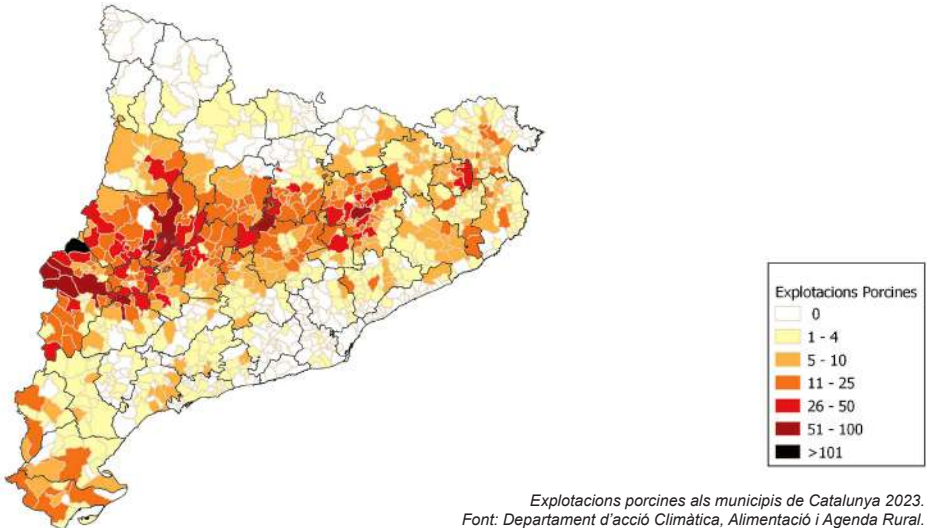 Explotacions Porcines
0
1 - 4
5 - 10
11 - 25
26 - 50
51 - 100
>101
Explotacions porcines als municipis de Catalunya 2023.
Font: Departament d'acció Climàtica, Alimentació i Agenda Rural.